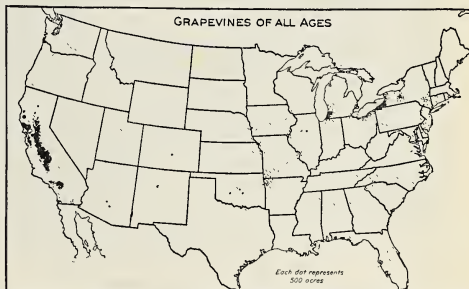 GRAPEVINES OF ALL AGES
Each dot represents
500 acres